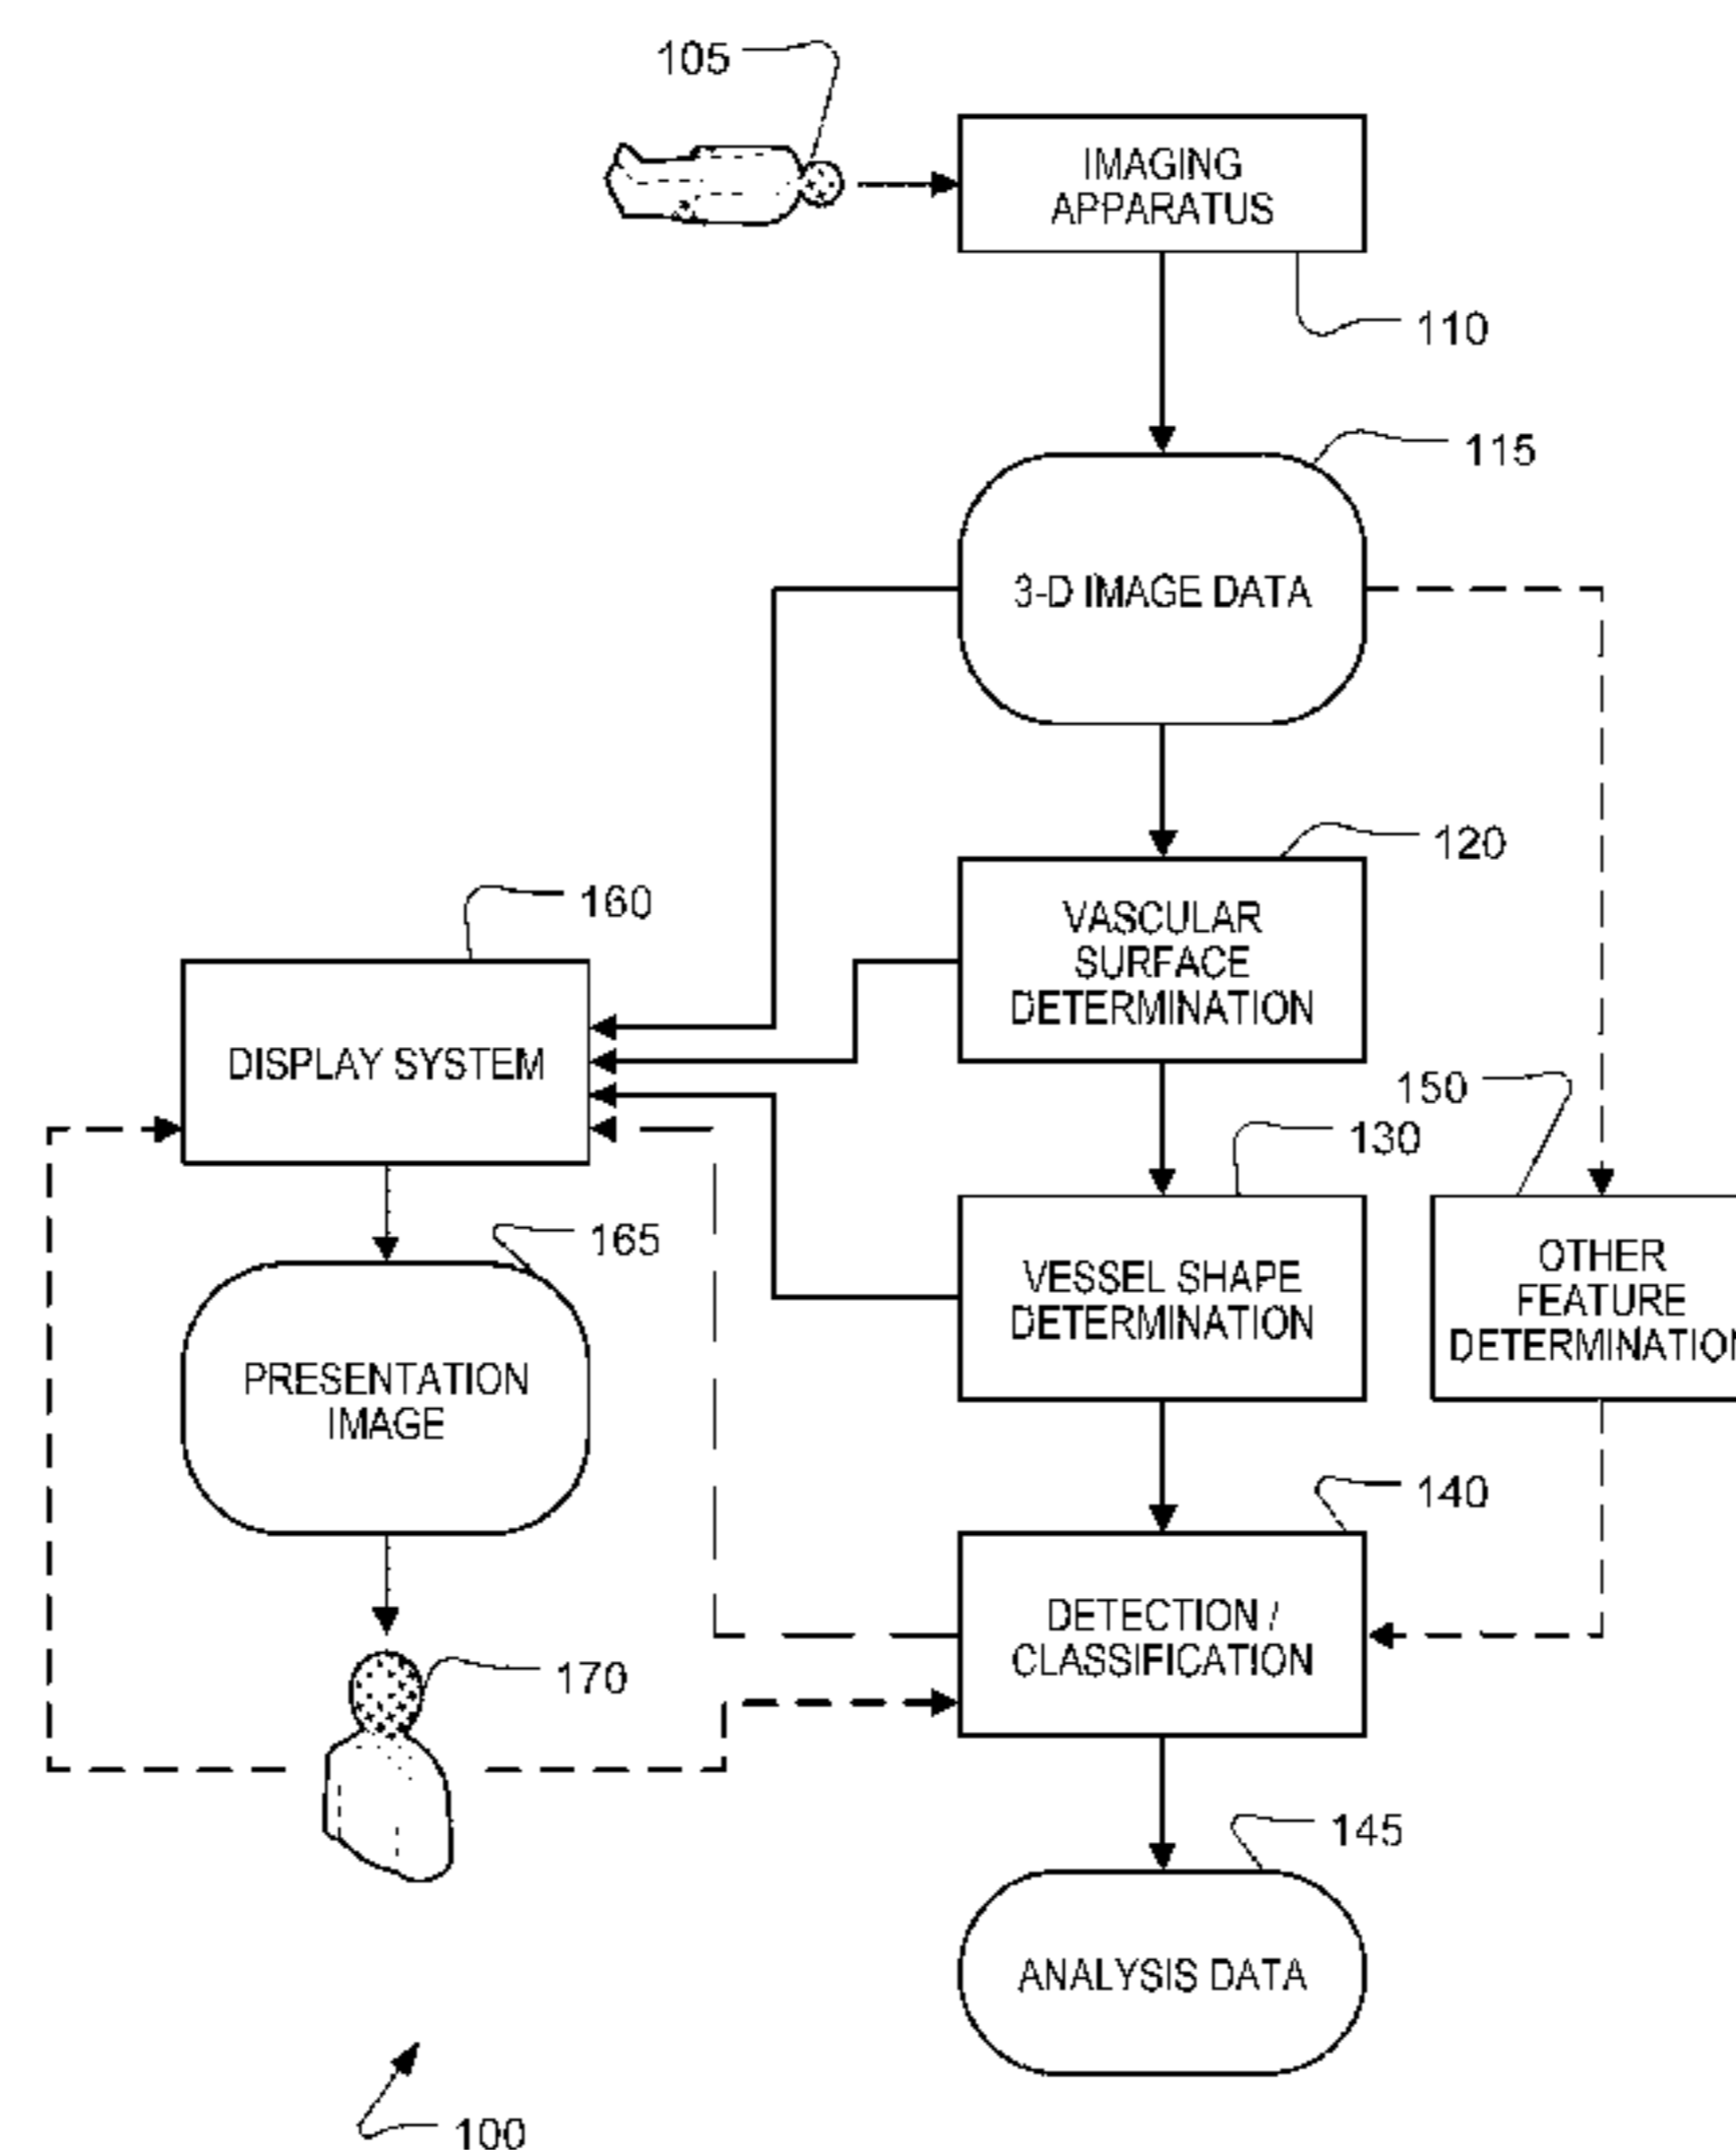 105
IMAGING
APPARATUS
110
115
3-D IMAGE DATA
120
VASCULAR
SURFACE
DETERMINATION
160
DISPLAY SYSTEM
150
130
165
VESSEL SHAPE
DETERMINATION
OTHER
FEATURE
DETERMINATION
PRESENTATION
IMAGE
140
DETECTION /
CLASSIFICATION
170
145
ANALYSIS DATA
100